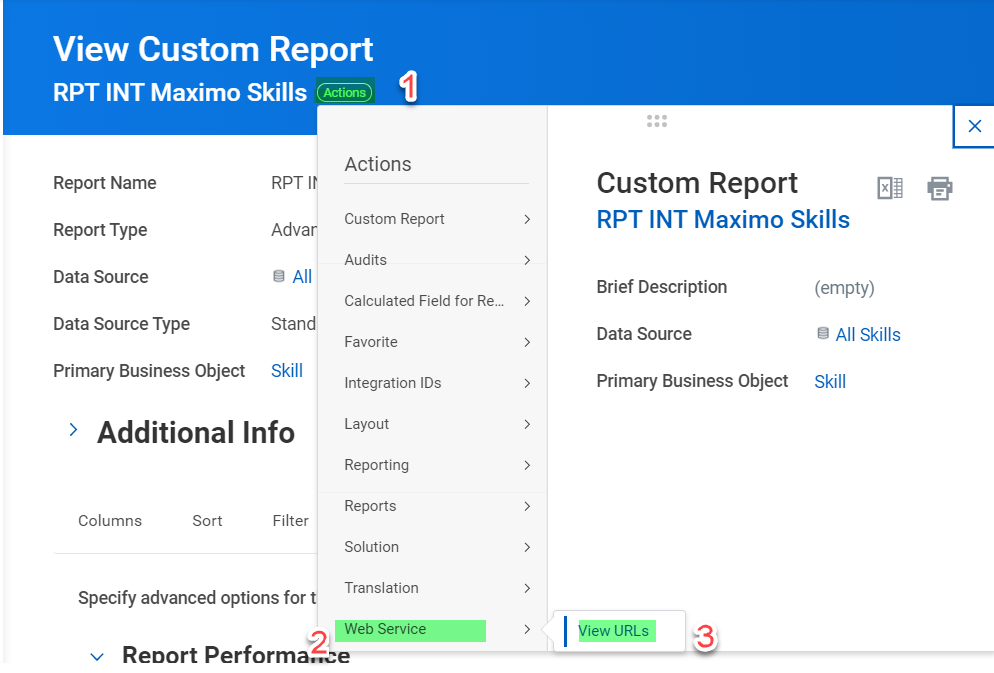 View Custom Report
RPT INT Maximo Skills Actions 1
Report Name RPT IN
Report Type Advan
Data Source All
Data Source Type Stand
Primary Business Object Skill
Additional Info
Columns Sort Filter
Specify advanced options for t
Report Performance
Actions
Custom Report
Audits
Calculated Field for Re...
Favorite
Integration IDs
Layout
Reporting
Reports
Solution
Translation
2 Web Service
View URLs 3
Custom Report
RPT INT Maximo Skills
Brief Description (empty)
Data Source All Skills
Primary Business Object Skill